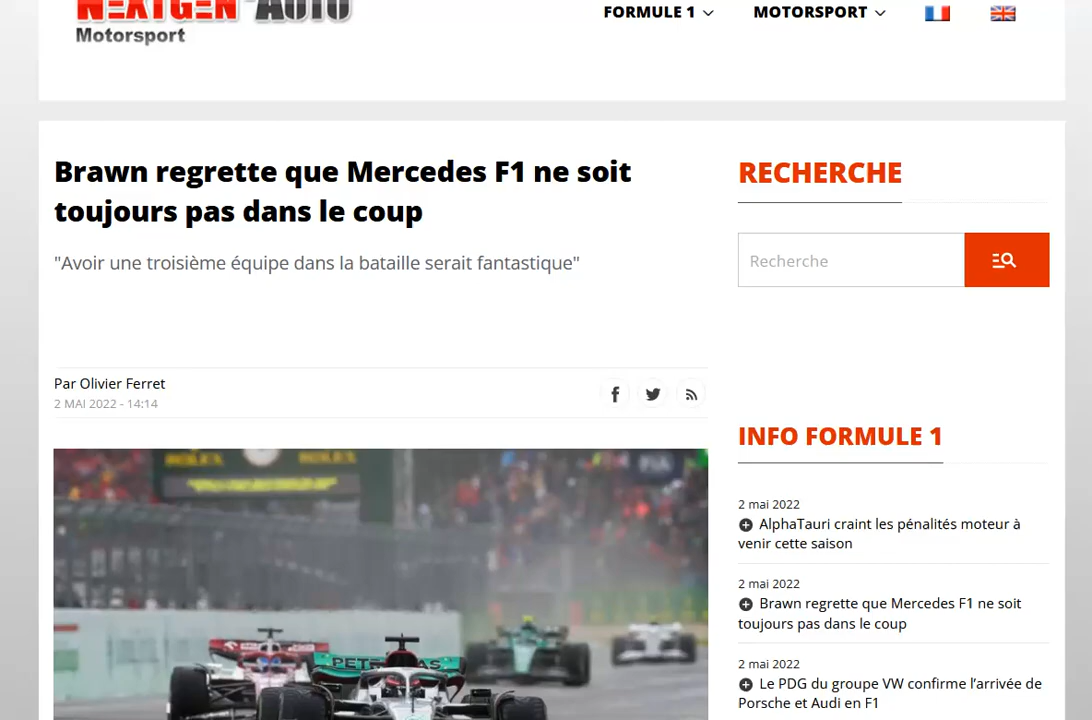 NEXTGEN AUTO
Motorsport
FORMULE 1
MOTORSPORT
Brawn regrette que Mercedes F1 ne soit
toujours pas dans le coup
"Avoir une troisième équipe dans la bataille serait fantastique"
Par Olivier Ferret
2 MAI 2022 - 14:14
ROLEX
ROLEX
FIA
PETRONAS
RECHERCHE
Recherche
INFO FORMULE 1
2 mai 2022
AlphaTauri craint les pénalités moteur à
venir cette saison
2 mai 2022
Brawn regrette que Mercedes F1 ne soit
toujours pas dans le coup
2 mai 2022
Le PDG du groupe VW confirme l’arrivée de
Porsche et Audi en F1